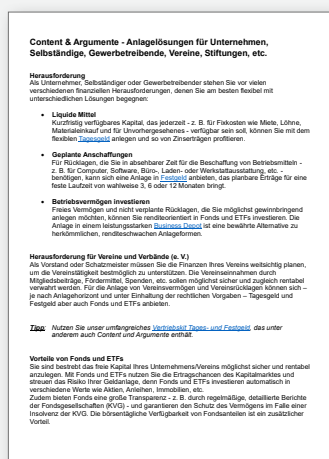 Content & Argumente - Anlagelösungen für Unternehmen,
Selbständige, Gewerbetreibende, Vereine, Stiftungen, etc.
Herausforderung
Als Unternehmer, Selbständiger oder Gewerbetreibender stehen Sie vor vielen
verschiedenen finanziellen Herausforderungen, denen Sie am besten flexibel mit
unterschiedlichen Lösungen begegnen:
• Liquide Mittel
Kurzfristig verfügbares Kapital, das jederzeit - z. B. für Fixkosten wie Miete, Löhne,
Materialeinkauf und für Unvorhergesehenes - verfügbar sein soll, können Sie mit dem
flexiblen Tagesgeld anlegen und so von Zinserträgen profitieren.
• Geplante Anschaffungen
Für Rücklagen, die Sie in absehbarer Zeit für die Beschaffung von Betriebsmitteln -
z. B. für Computer, Software, Büro-, Laden- oder Werkstattausstattung, etc. -
benötigen, kann sich eine Anlage in Festgeld anbieten, das planbare Erträge für eine
feste Laufzeit von wahlweise 3, 6 oder 12 Monaten bringt.
• Betriebsvermögen investieren
Freies Vermögen und nicht verplante Rücklagen, die Sie möglichst gewinnbringend
anlegen möchten, können Sie renditeorientiert in Fonds und ETFs investieren. Die
Anlage in einem leistungsstarken Business Depot ist eine bewährte Alternative zu
herkömmlichen, renditeschwachen Anlageformen.
Herausforderung für Vereine und Verbände (e. V.)
Als Vorstand oder Schatzmeister müssen Sie die Finanzen Ihres Vereins weitsichtig planen,
um die Vereinstätigkeit bestmöglich zu unterstützen. Die Vereinseinnahmen durch
Mitgliedsbeiträge, Fördermittel, Spenden, etc. sollen möglichst sicher und zugleich rentabel
verwahrt werden. Für die Anlage von Vereinsvermögen und Vereinsrücklagen können sich –
je nach Anlagehorizont und unter Einhaltung der rechtlichen Vorgaben – Tagesgeld und
Festgeld aber auch Fonds und ETFs anbieten.
Tipp: Nutzen Sie unser umfangreiches Vertriebskit Tages- und Festgeld, das unter
anderem auch Content und Argumente enthält.
Vorteile von Fonds und ETFs
Sie sind bestrebt das freie Kapital Ihres Unternehmens/Vereins möglichst sicher und rentabel
anzulegen. Mit Fonds und ETFs nutzen Sie die Ertragschancen des Kapitalmarktes und
streuen das Risiko Ihrer Geldanlage, denn Fonds und ETFs investieren automatisch in
verschiedene Werte wie Aktien, Anleihen, Immobilien, etc.
Zudem bieten Fonds eine große Transparenz - z. B. durch regelmäßige, detaillierte Berichte
der Fondsgesellschaften (KVG) - und garantieren den Schutz des Vermögens im Falle einer
Insolvenz der KVG. Die börsentägliche Verfügbarkeit von Fondsanteilen ist ein zusätzlicher
Vorteil.